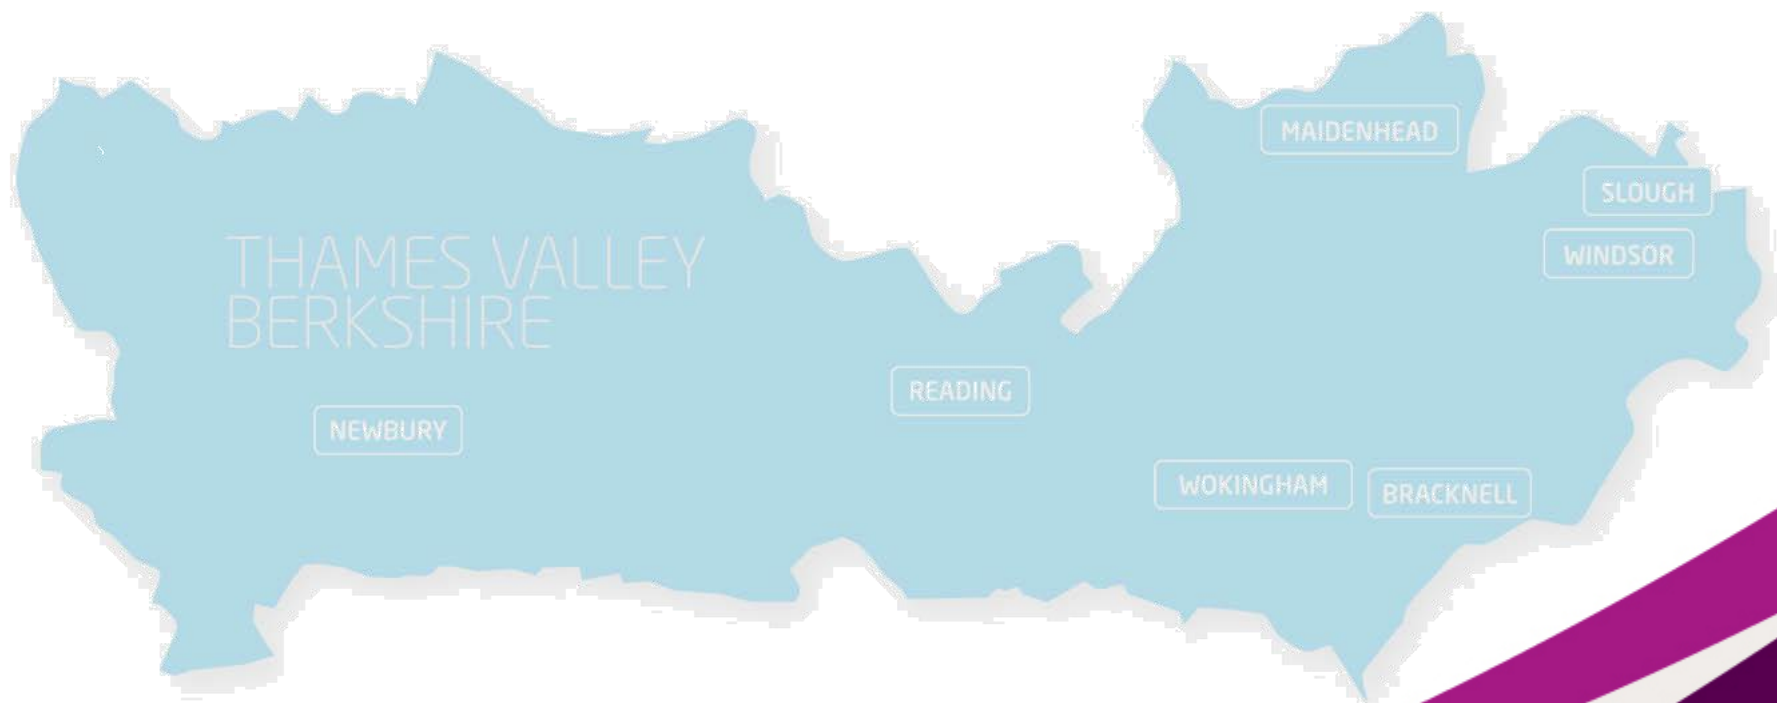 MAIDENHEAD
SLOUGH
THAMES VALLEY
BERKSHIRE
WINDSOR
READING
NEWBURY
WOKINGHAM
BRACKNELL